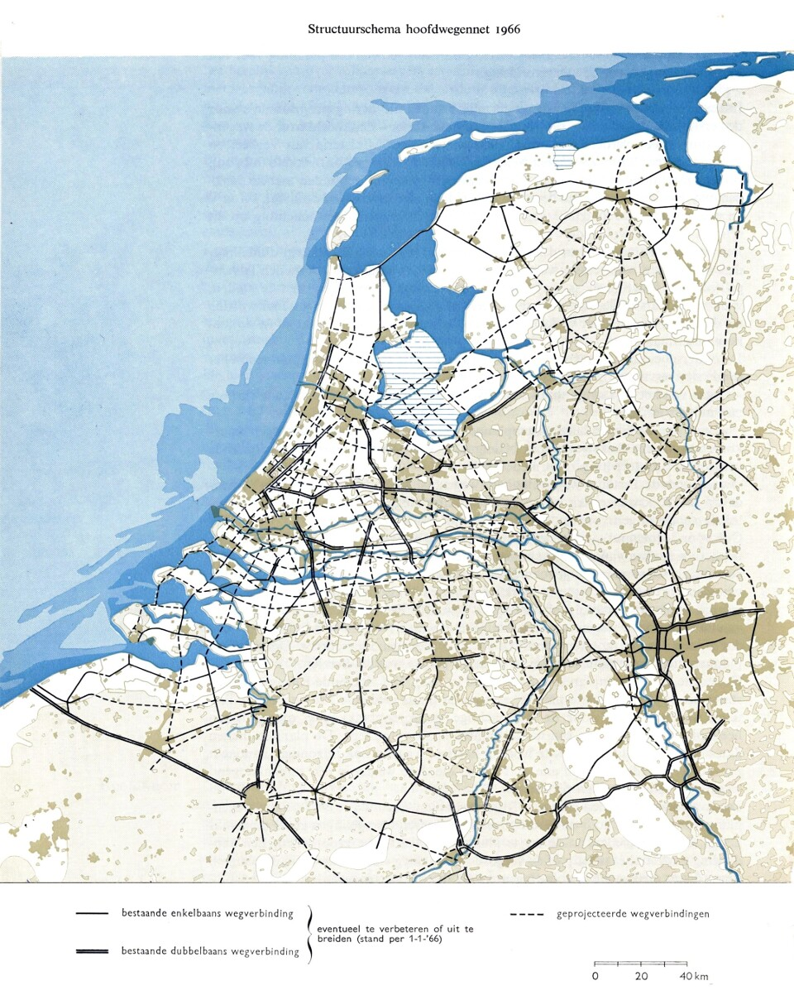 Structuurschema hoofdwegennet 1966
bestaande enkelbaans wegverbinding
bestaande dubbelbaans wegverbinding
eventueel te verbeteren of uit te
breiden (stand per 1-1-'66)
geprojecteerde wegverbindingen
0 20 40 km